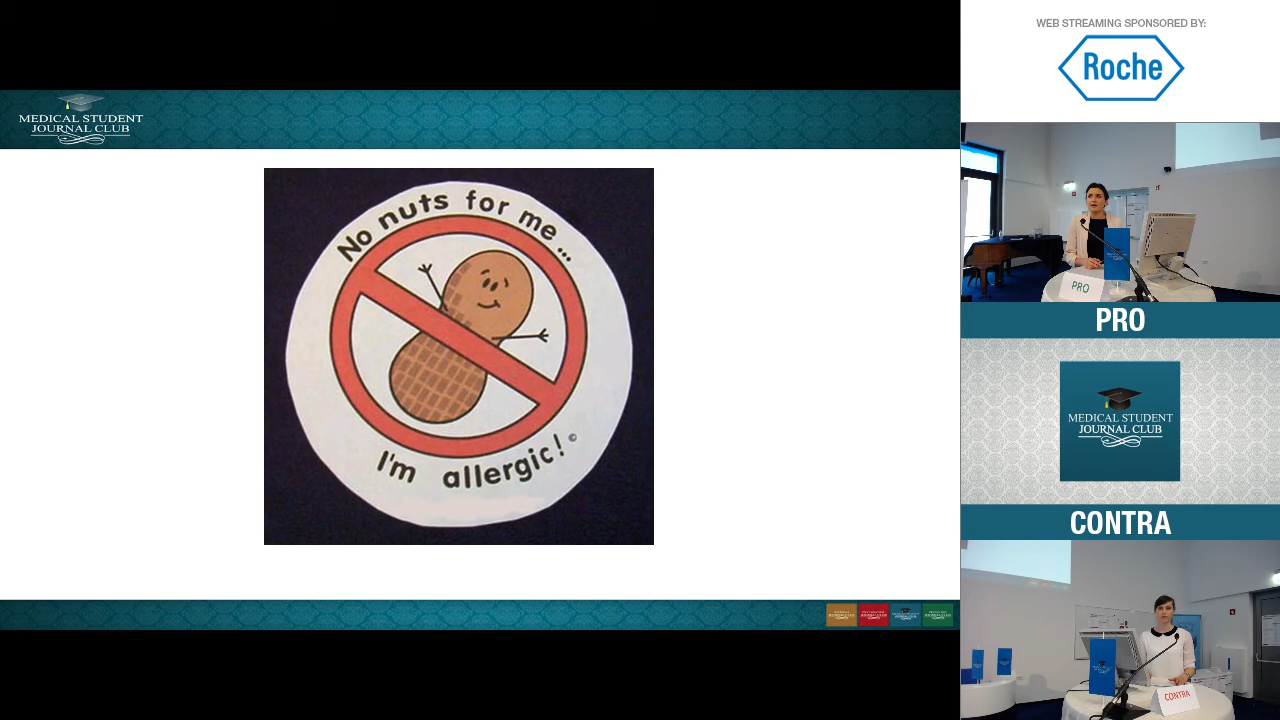 MEDICAL STUDENT
JOURNAL CLUB
No nuts for me...
I'm allergic!©
WEB STREAMING SPONSORED BY:
Roche
PRO
PRO
MEDICAL STUDENT
JOURNAL CLUB
CONTRA
CONTRA